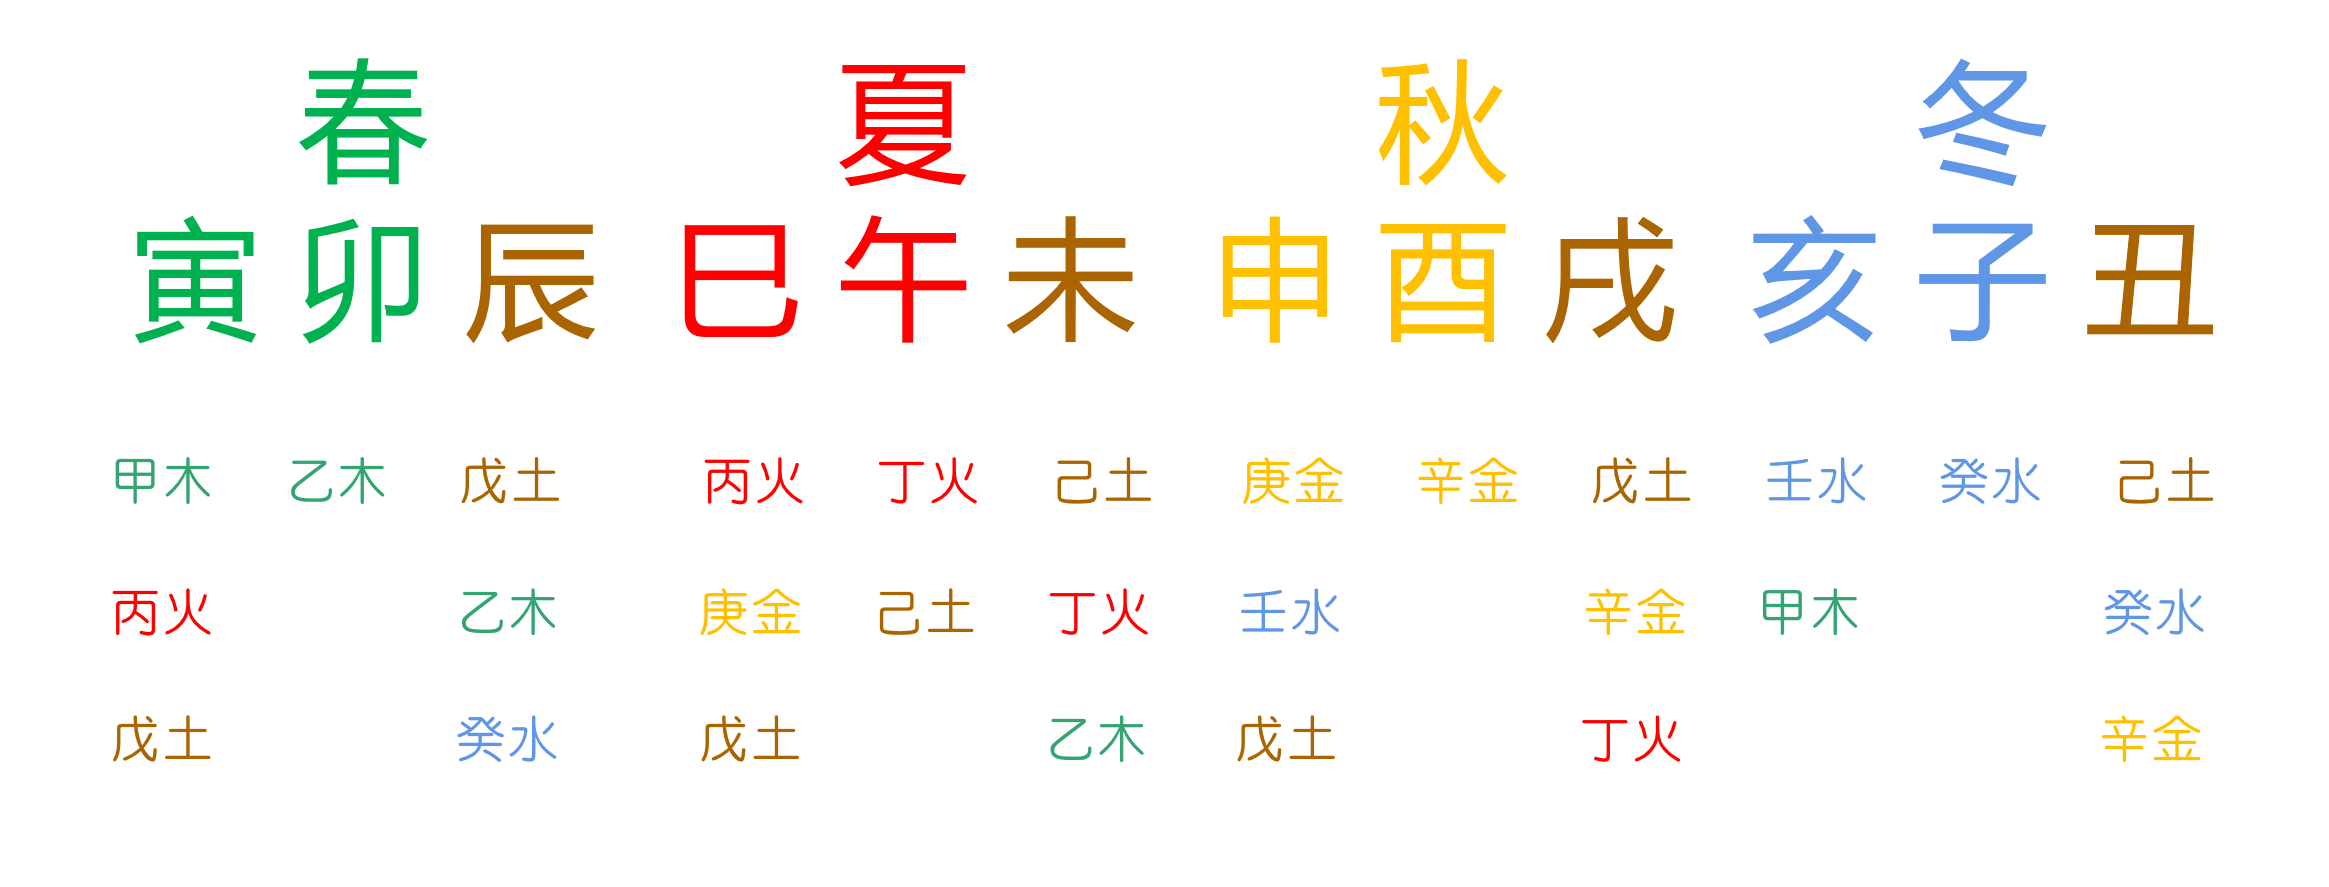 春 夏 秋 冬
寅卯辰 巳午未 申酉戌 亥子丑
甲木 乙木 戊土 丙火 丁火 己土 庚金 辛金 戊土 壬水 癸水 己土
丙火 乙木 庚金 己土 丁火 壬水 辛金 甲木 癸水
戊土 癸水 戊土 乙木 戊土 丁火 辛金